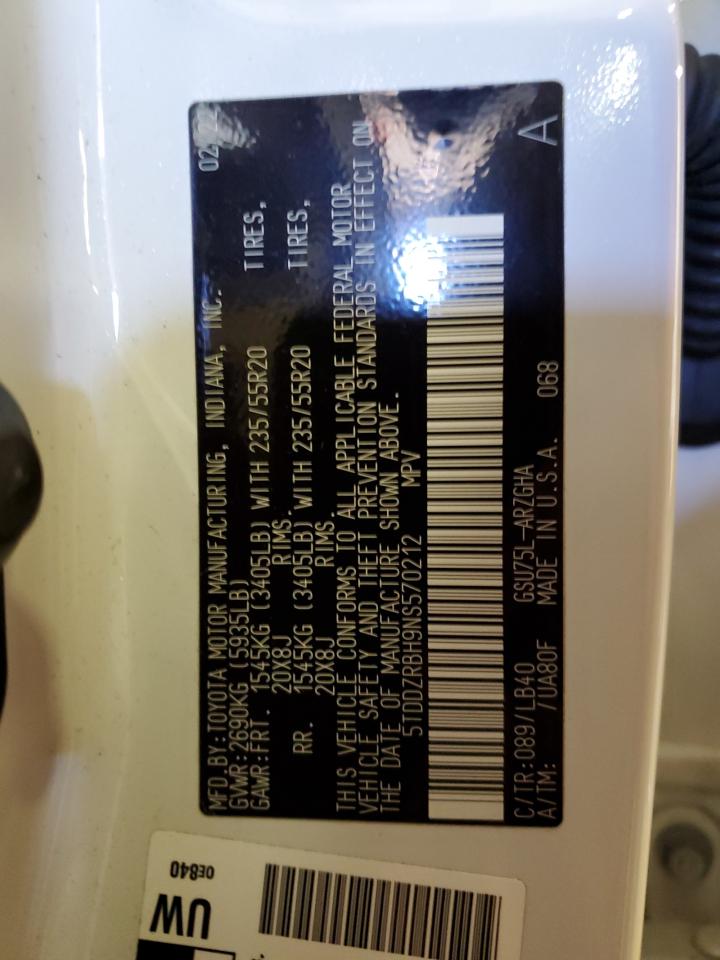 MFD.BY:TOYOTA MOTOR MANUFACTURING, INDIANA, INC.
GVWR:2690KG (5935LB)
GAWR:FRT. 1545KG (3405LB) WITH 235/55R20 TIRES,
20X8J RIMS.
RR. 1545KG (3405LB) WITH 235/55R20 TIRES,
20X8J RIMS.
THIS VEHICLE CONFORMS TO ALL APPLICABLE FEDERAL MOTOR
VEHICLE SAFETY AND THEFT PREVENTION STANDARDS IN EFFECT ON
THE DATE OF MANUFACTURE SHOWN ABOVE.
5TDDZRBH9NS570212 MPV
C/TR:089/LB40 GSU75L-ARZGHA A
A/TM: /UA80F MADE IN U.S.A. 068
UW
OE840